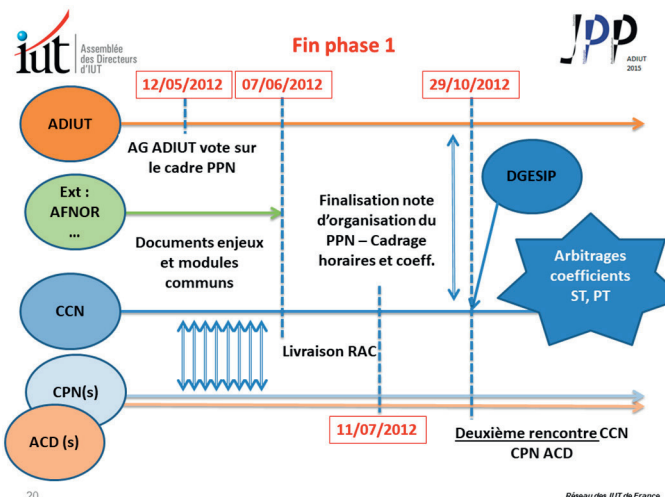 iut
Assemblée
des Directeurs
d'IUT
Fin phase 1
JPP
ADIUT
2015
12/05/2012
07/06/2012
29/10/2012
ADIUT
AG ADIUT vote sur
le cadre PPN
DGESIP
Ext :
AFNOR
...
Finalisation note
d'organisation du
PPN – Cadrage
horaires et coeff.
Documents enjeux
et modules
communs
Arbitrages
coefficients
ST, PT
CCN
Livraison RAC
CPN(s)
ACD (s)
11/07/2012
Deuxième rencontre CCN
CPN ACD
20
Réseau des IUT de France